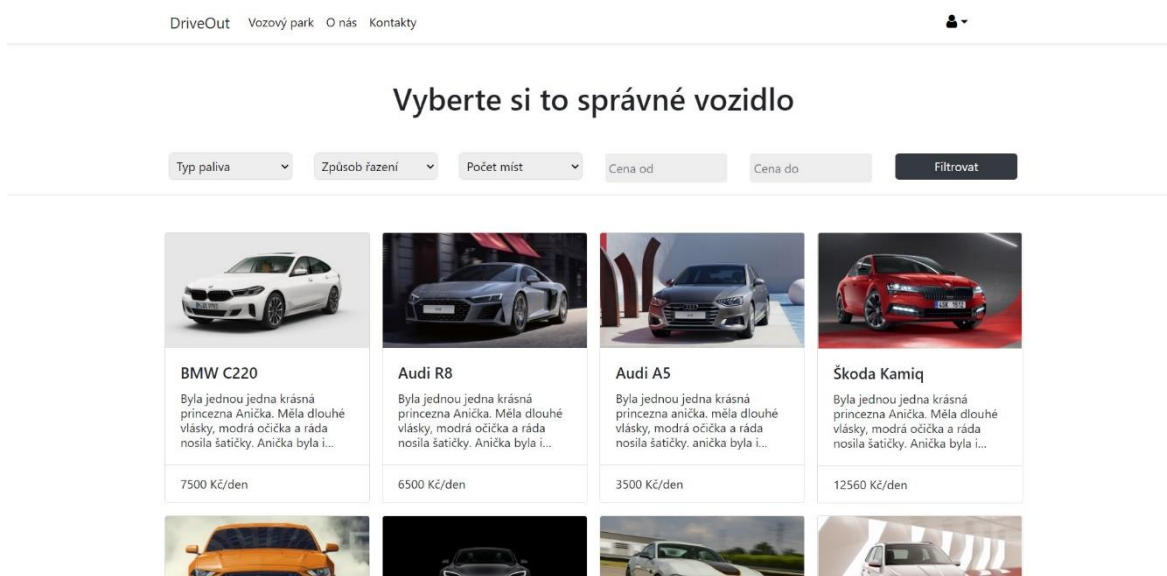 DriveOut Vozový park O nás Kontakty
Vyberte si to správné vozidlo
Typ paliva Způsob řazení Počet míst Cena od Cena do Filtrovat
BMW C220
Byla jednou jedna krásná
princezna Anička. Měla dlouhé
vlásky, modrá očička a ráda
nosila šatičky. Anička byla i...
7500 Kč/den
Audi R8
Byla jednou jedna krásná
princezna Anička. Měla dlouhé
vlásky, modrá očička a ráda
nosila šatičky. Anička byla i...
6500 Kč/den
Audi A5
Byla jednou jedna krásná
princezna anička. měla dlouhé
vlásky, modrá očička a ráda
nosila šatičky. anička byla i...
3500 Kč/den
Škoda Kamiq
Byla jednou jedna krásná
princezna Anička. Měla dlouhé
vlásky, modrá očička a ráda
nosila šatičky. Anička byla i...
12560 Kč/den